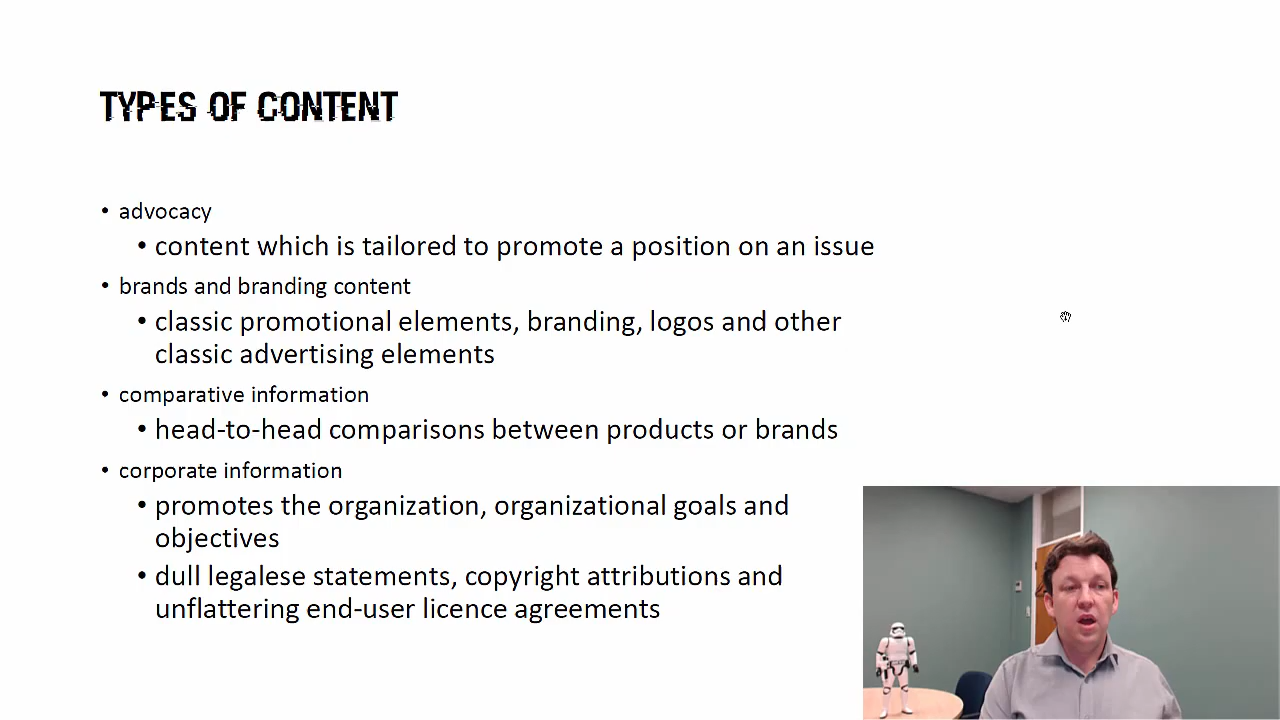 TYPES OF CONTENT
• advocacy
• content which is tailored to promote a position on an issue
• brands and branding content
• classic promotional elements, branding, logos and other
classic advertising elements
• comparative information
• head-to-head comparisons between products or brands
• corporate information
• promotes the organization, organizational goals and
objectives
• dull legalese statements, copyright attributions and
unflattering end-user licence agreements